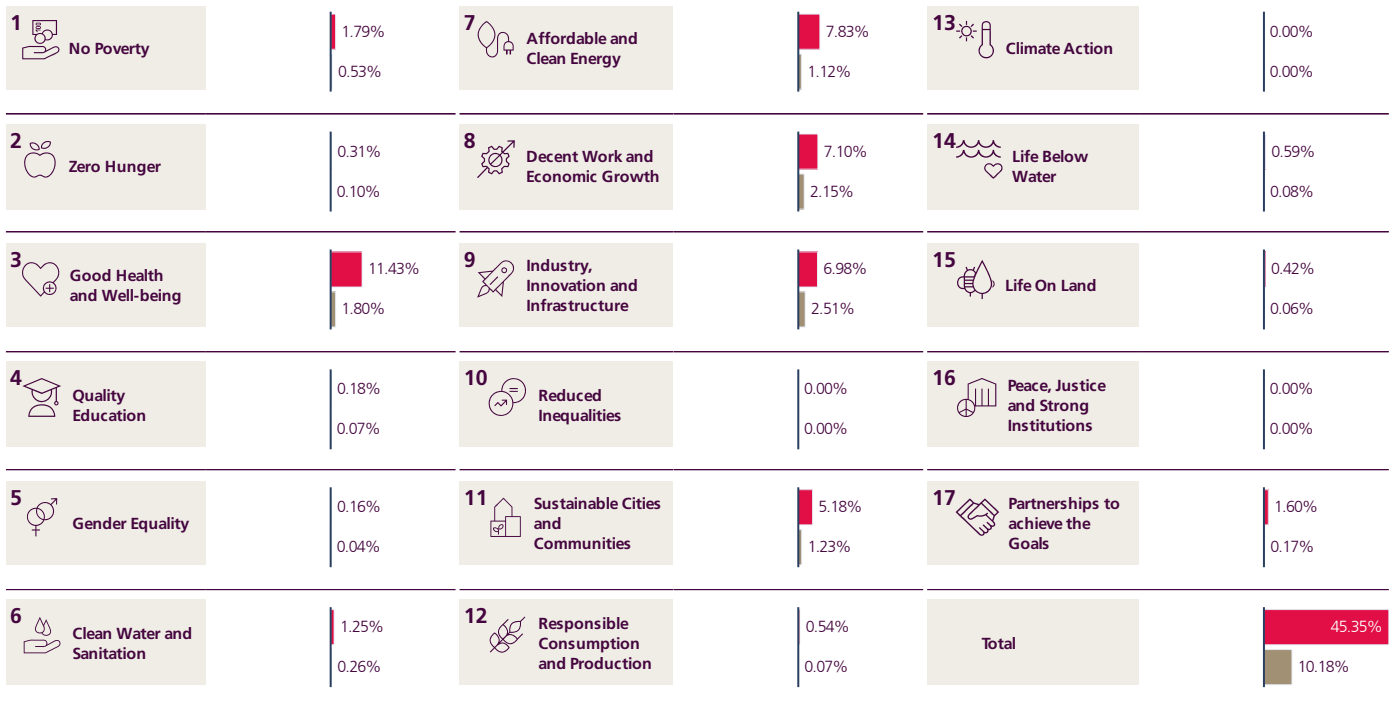 1
No Poverty
1.79%
0.53%
2
Zero Hunger
0.31%
0.10%
3
Good Health
and Well-being
11.43%
1.80%
4
Quality
Education
0.18%
0.07%
5
Gender Equality
0.16%
0.04%
6
Clean Water and
Sanitation
1.25%
0.26%
7
Affordable and
Clean Energy
7.83%
1.12%
8
Decent Work and
Economic Growth
7.10%
2.15%
9
Industry,
Innovation and
Infrastructure
6.98%
2.51%
10
Reduced
Inequalities
0.00%
0.00%
11
Sustainable Cities
and
Communities
5.18%
1.23%
12
Responsible
Consumption
and Production
0.54%
0.07%
13
Climate Action
0.00%
0.00%
14
Life Below
Water
0.59%
0.08%
15
Life On Land
0.42%
0.06%
16
Peace, Justice
and Strong
Institutions
0.00%
0.00%
17
Partnerships to
achieve the
Goals
1.60%
0.17%
Total
45.35%
10.18%